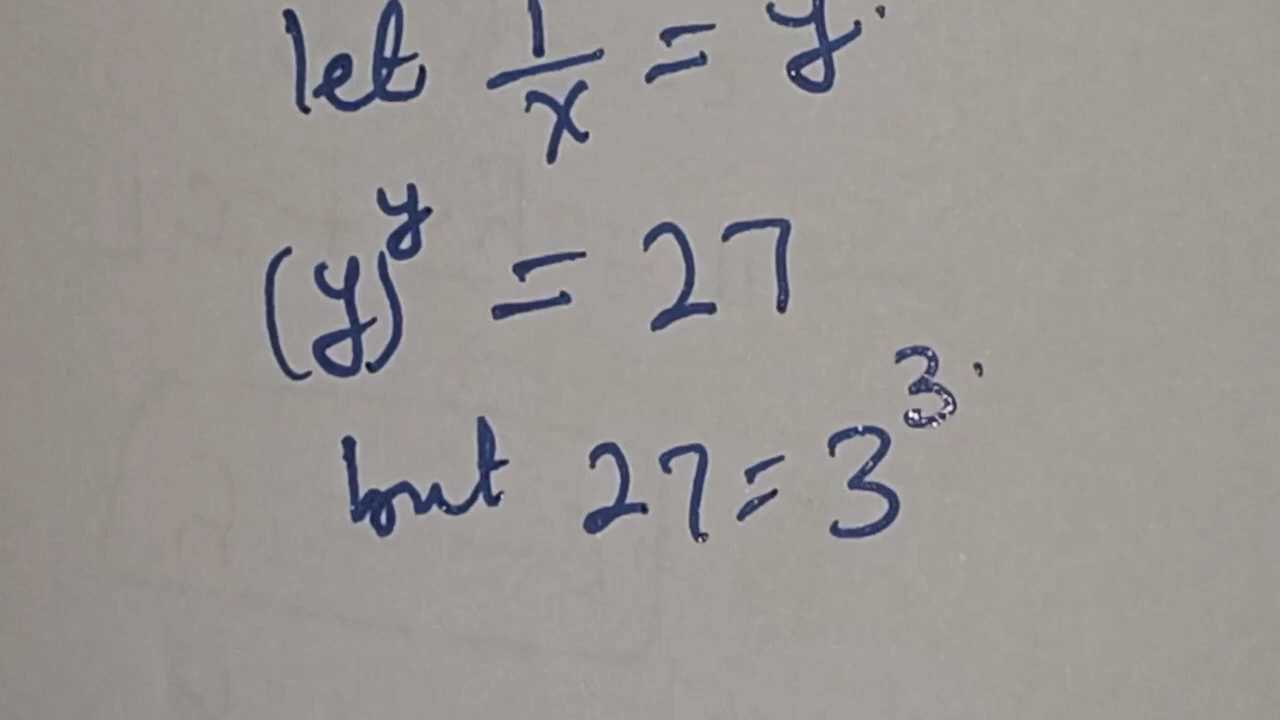 let 1/x = y.
(y)^y = 27
but 27 = 3^3.